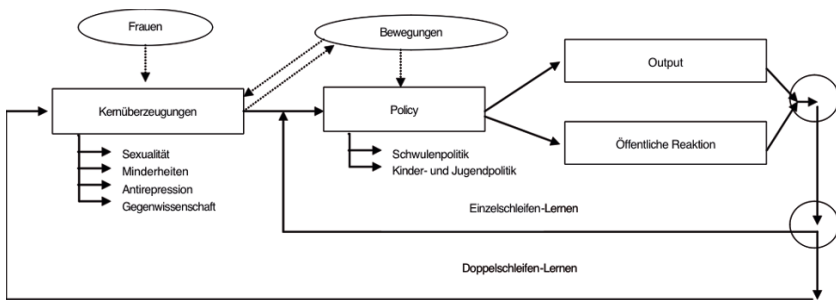 Frauen
Bewegungen
Kernüberzeugungen
Policy
Output
Öffentliche Reaktion
Sexualität
Minderheiten
Antirepression
Gegenwissenschaft
Schwulenpolitik
Kinder- und Jugendpolitik
Einzelschleifen-Lernen
Doppelschleifen-Lernen